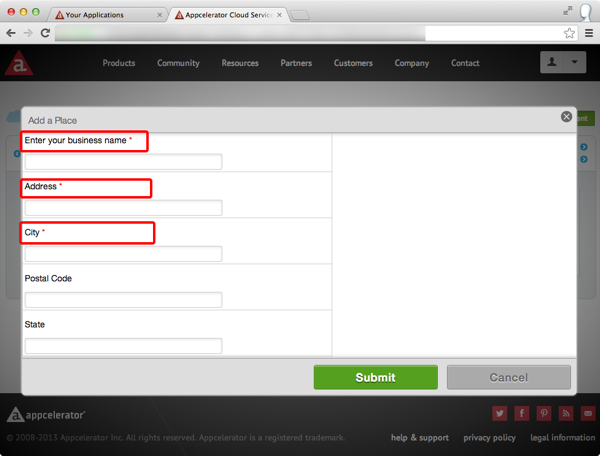 Your Applications
Appcelerator Cloud Service
Products Community Resources Partners Customers Company Contact
Add a Place
Enter your business name *
Address *
City *
Postal Code
State
Submit Cancel
appcelerator
© 2008-2013 Appcelerator Inc. All rights reserved. Appcelerator is a registered trademark.
help & support privacy policy legal information